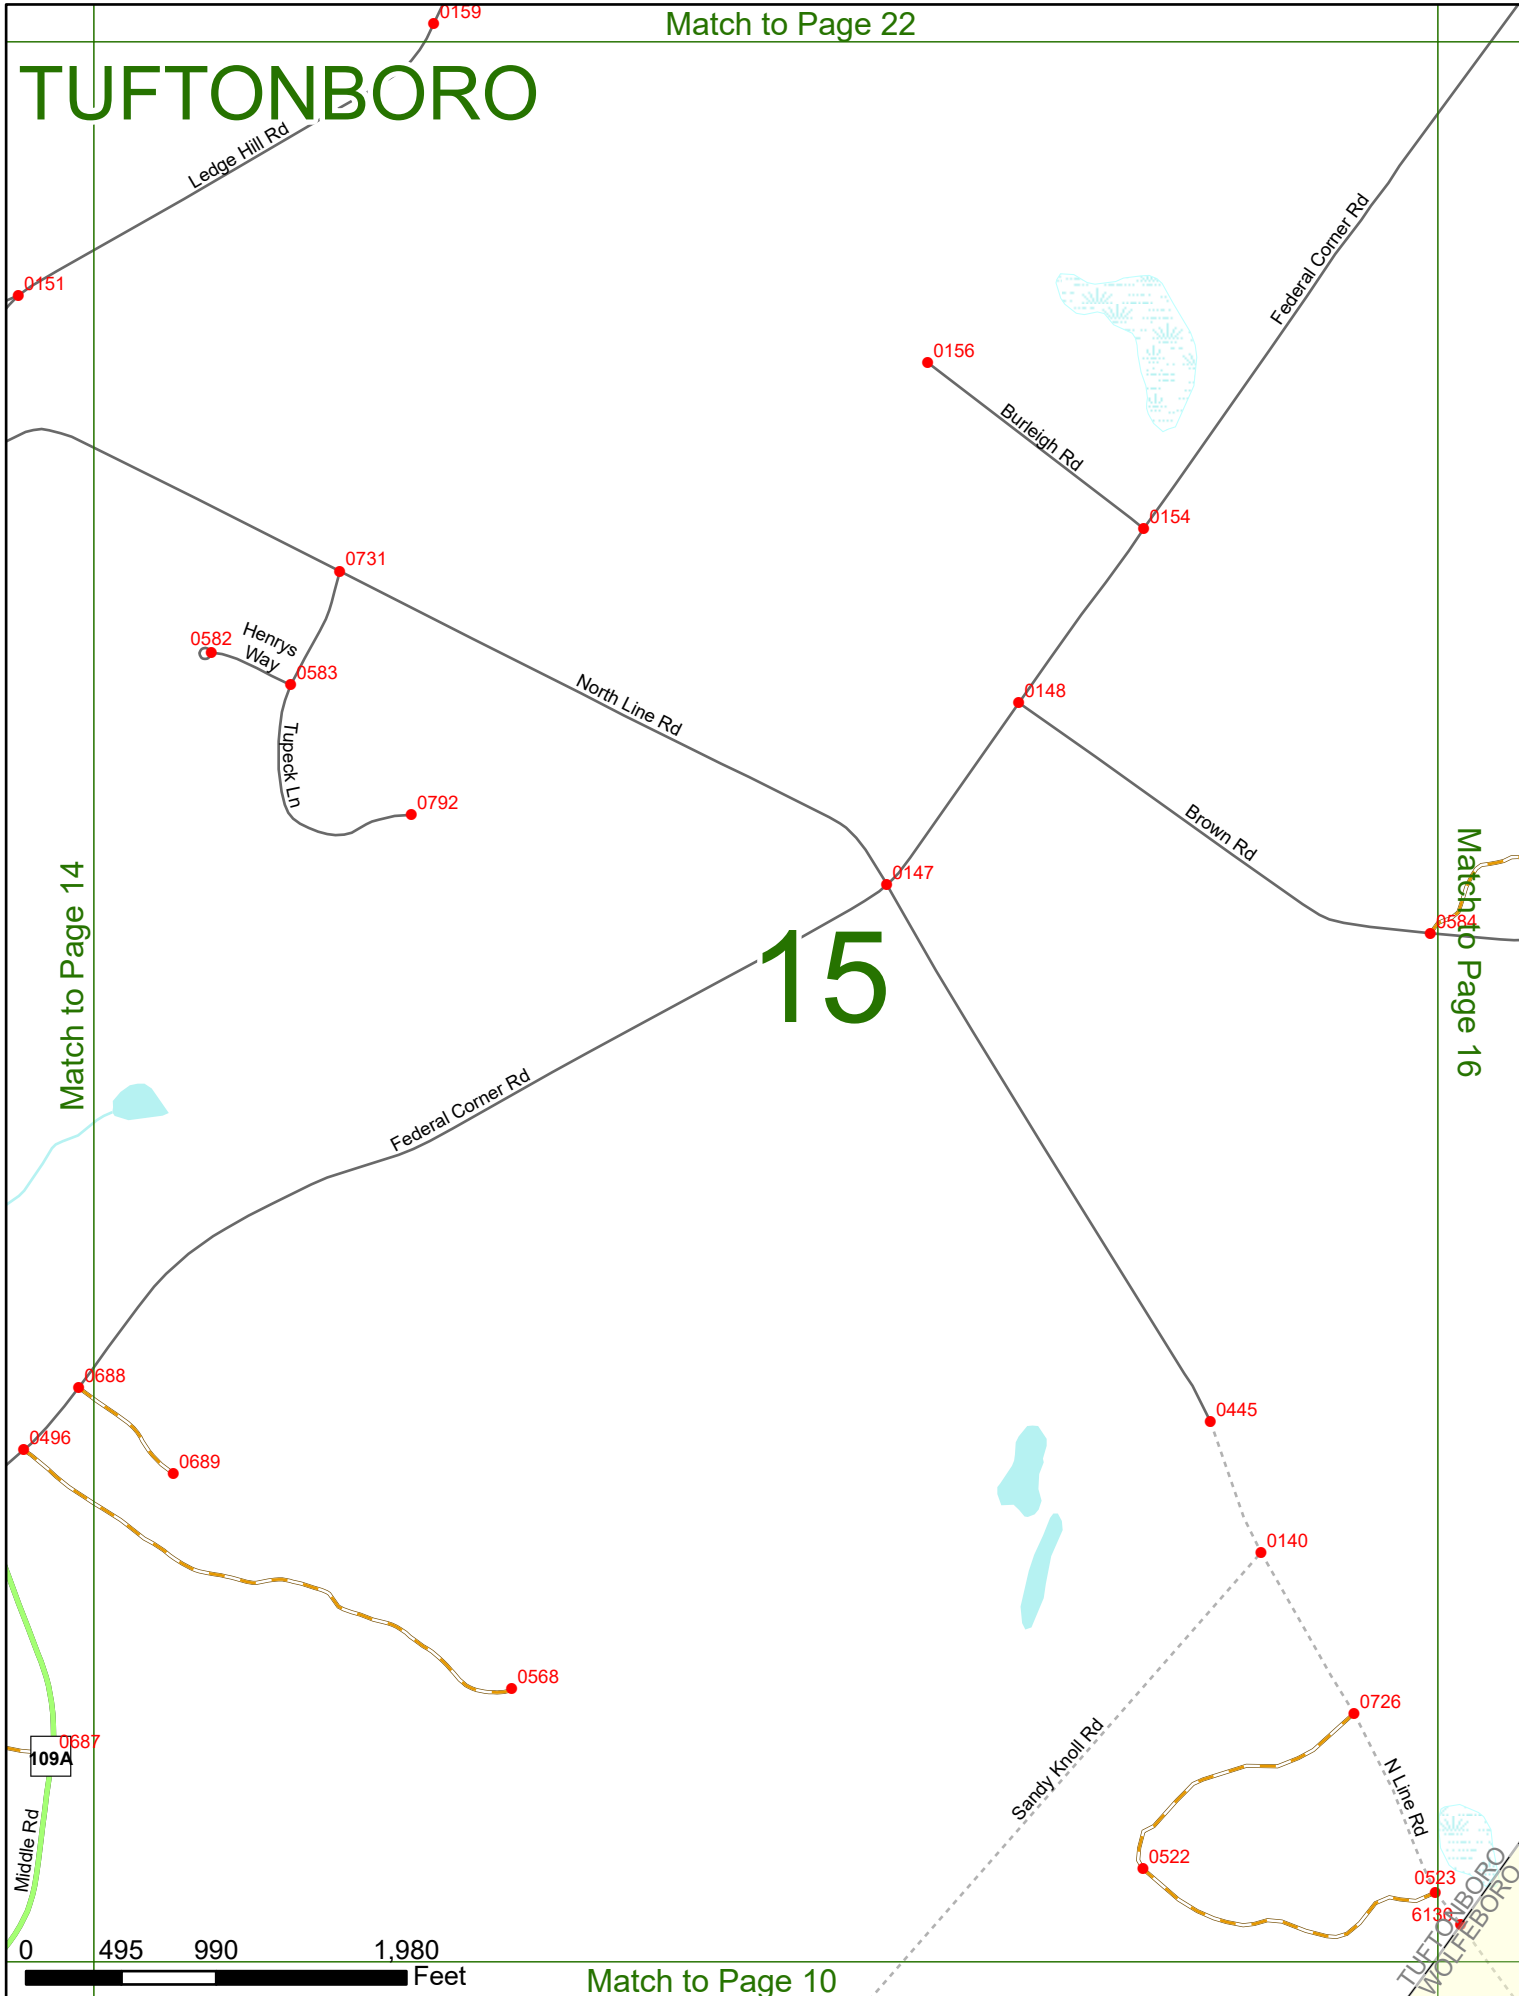 0159
Match to Page 22
TUFTONBORO
Ledge Hill Rd
Federal Corner Rd
0151
0156
Burleigh Rd
0154
0731
Henrys
Way
0582
0583
0148
North Line Rd
Tupeck Ln
0792
Brown Rd
0147
Match to Page 14
Match to Page 16
0584
15
Federal Corner Rd
0688
0445
0496
0689
0140
0568
0726
0687
109A
Sandy Knoll Rd
N Line Rd
Middle Rd
0522
0523
TUFTONBORO
WOLFEBORO
0 495 990 1,980
Feet
Match to Page 10